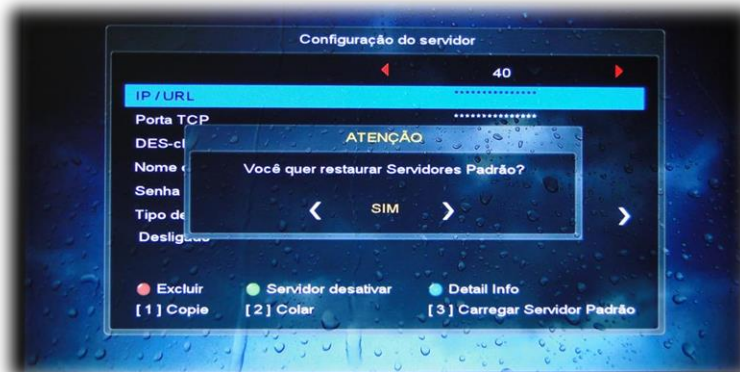 Configuração do servidor
40
IP / URL ***************
Porta TCP ***************
DES-c
ATENÇÃO
Nome
Você quer restaurar Servidores Padrão?
Senha
SIM
Tipo de
Desligado
Excluir Servidor desativar Detail Info
[ 1 ] Copie [ 2 ] Colar [ 3 ] Carregar Servidor Padrão